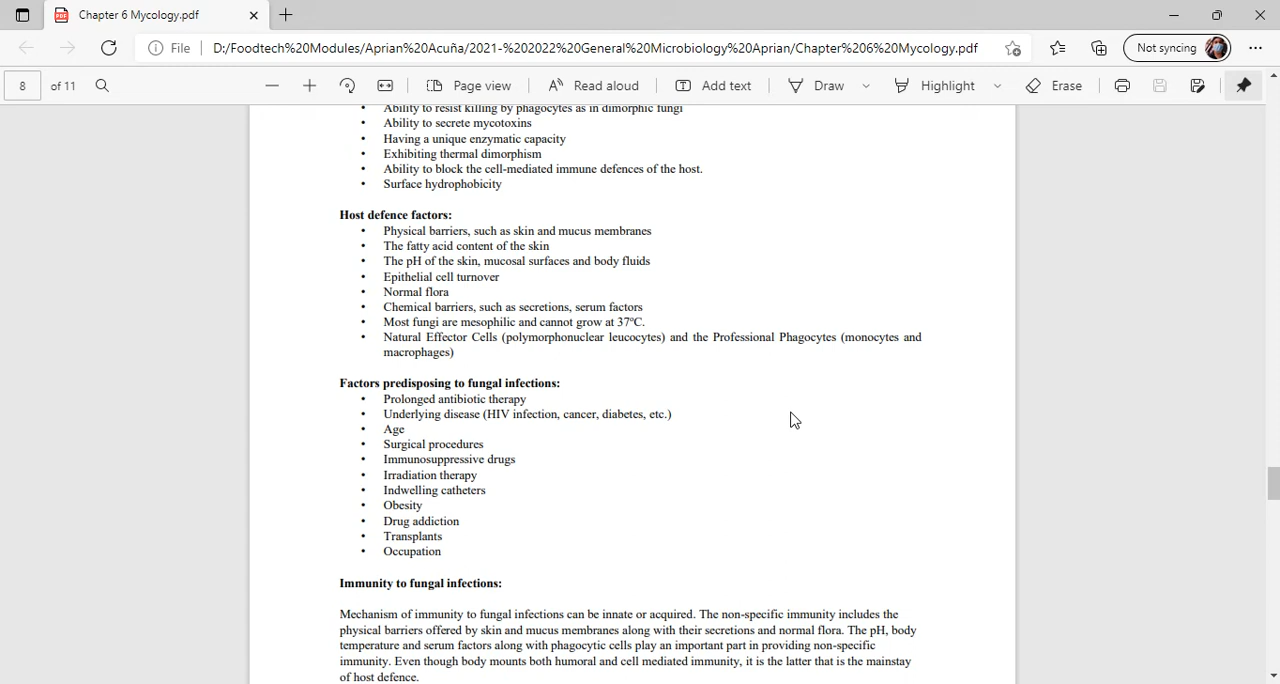 Chapter 6 Mycology.pdf
File D:/Foodtech%20Modules/Aprian%20Acuña/2021-%202022%20General%20Microbiology%20Aprian/Chapter%206%20Mycology.pdf Not syncing
8 of 11 Page view Read aloud Add text Draw Highlight Erase
• Ability to resist killing by phagocytes as in dimorphic fungi
• Ability to secrete mycotoxins
• Having a unique enzymatic capacity
• Exhibiting thermal dimorphism
• Ability to block the cell-mediated immune defences of the host.
• Surface hydrophobicity
Host defence factors:
• Physical barriers, such as skin and mucus membranes
• The fatty acid content of the skin
• The pH of the skin, mucosal surfaces and body fluids
• Epithelial cell turnover
• Normal flora
• Chemical barriers, such as secretions, serum factors
• Most fungi are mesophilic and cannot grow at 37ºC.
• Natural Effector Cells (polymorphonuclear leucocytes) and the Professional Phagocytes (monocytes and
macrophages)
Factors predisposing to fungal infections:
• Prolonged antibiotic therapy
• Underlying disease (HIV infection, cancer, diabetes, etc.)
• Age
• Surgical procedures
• Immunosuppressive drugs
• Irradiation therapy
• Indwelling catheters
• Obesity
• Drug addiction
• Transplants
• Occupation
Immunity to fungal infections:
Mechanism of immunity to fungal infections can be innate or acquired. The non-specific immunity includes the
physical barriers offered by skin and mucus membranes along with their secretions and normal flora. The pH, body
temperature and serum factors along with phagocytic cells play an important part in providing non-specific
immunity. Even though body mounts both humoral and cell mediated immunity, it is the latter that is the mainstay
of host defence.